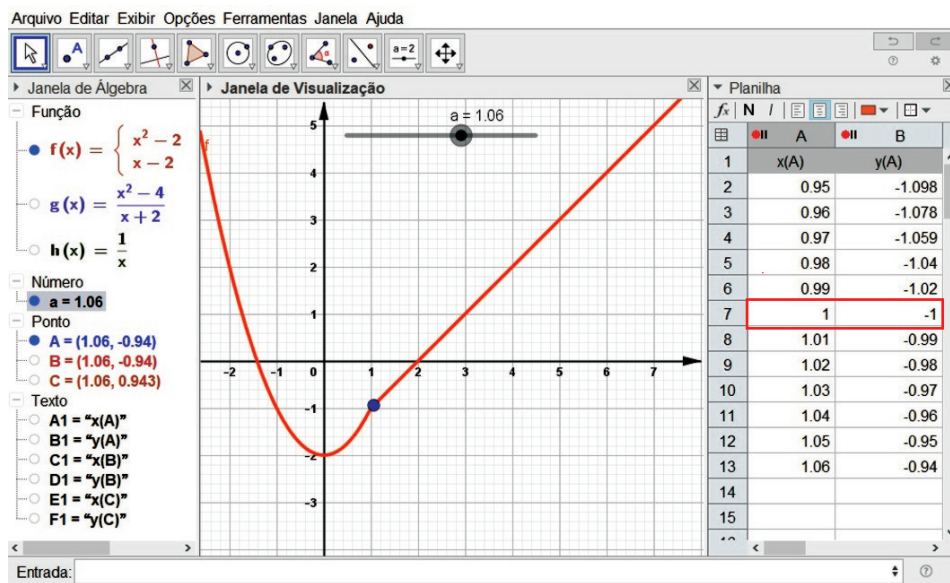 Arquivo Editar Exibir Opções Ferramentas Janela Ajuda
A
α
a=2
Janela de Álgebra
Função
f(x) = { x² – 2
x – 2
g (x) = x² – 4
x + 2
h (x) = 1
x
Número
a = 1.06
Ponto
A = (1.06, -0.94)
B = (1.06, -0.94)
C = (1.06, 0.943)
Texto
A1 = “x(A)”
B1 = “y(A)”
C1 = “x(B)”
D1 = “y(B)”
E1 = “x(C)”
F1 = “y(C)”
Janela de Visualização
a = 1.06
f
5
4
3
2
1
-2 -1 0 1 2 3 4 5 6 7
-1
-2
-3
Planilha
fx N I
A B
1 x(A) y(A)
2 0.95 -1.098
3 0.96 -1.078
4 0.97 -1.059
5 0.98 -1.04
6 0.99 -1.02
7 1 -1
8 1.01 -0.99
9 1.02 -0.98
10 1.03 -0.97
11 1.04 -0.96
12 1.05 -0.95
13 1.06 -0.94
14
15
Entrada: